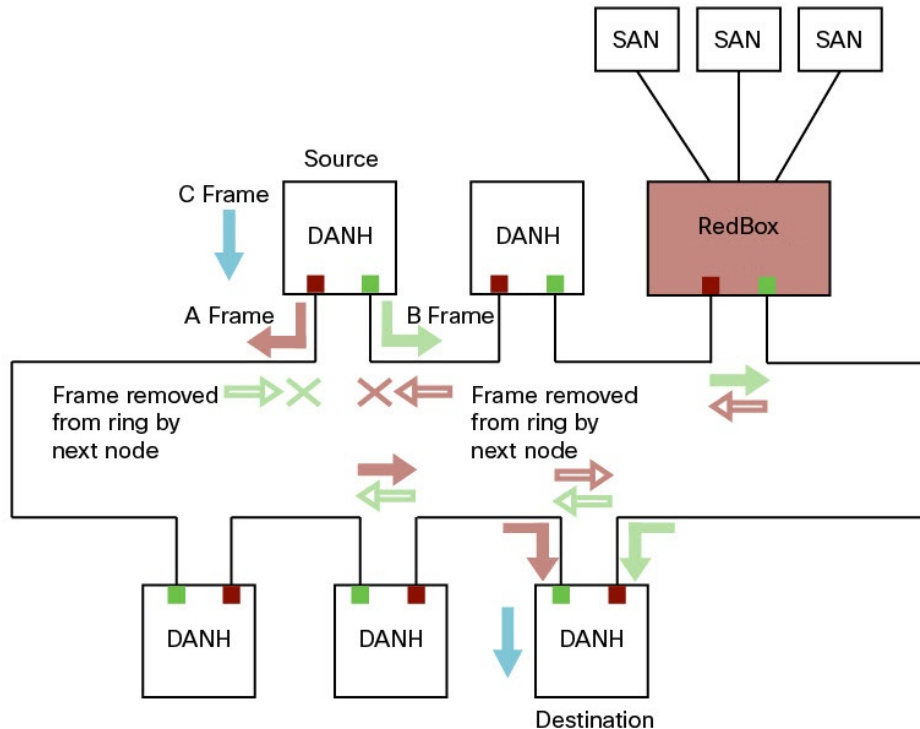 SAN
SAN
SAN
Source
C Frame
DANH
DANH
RedBox
A Frame
B Frame
Frame removed
from ring by
next node
Frame removed
from ring by
next node
DANH
DANH
DANH
Destination